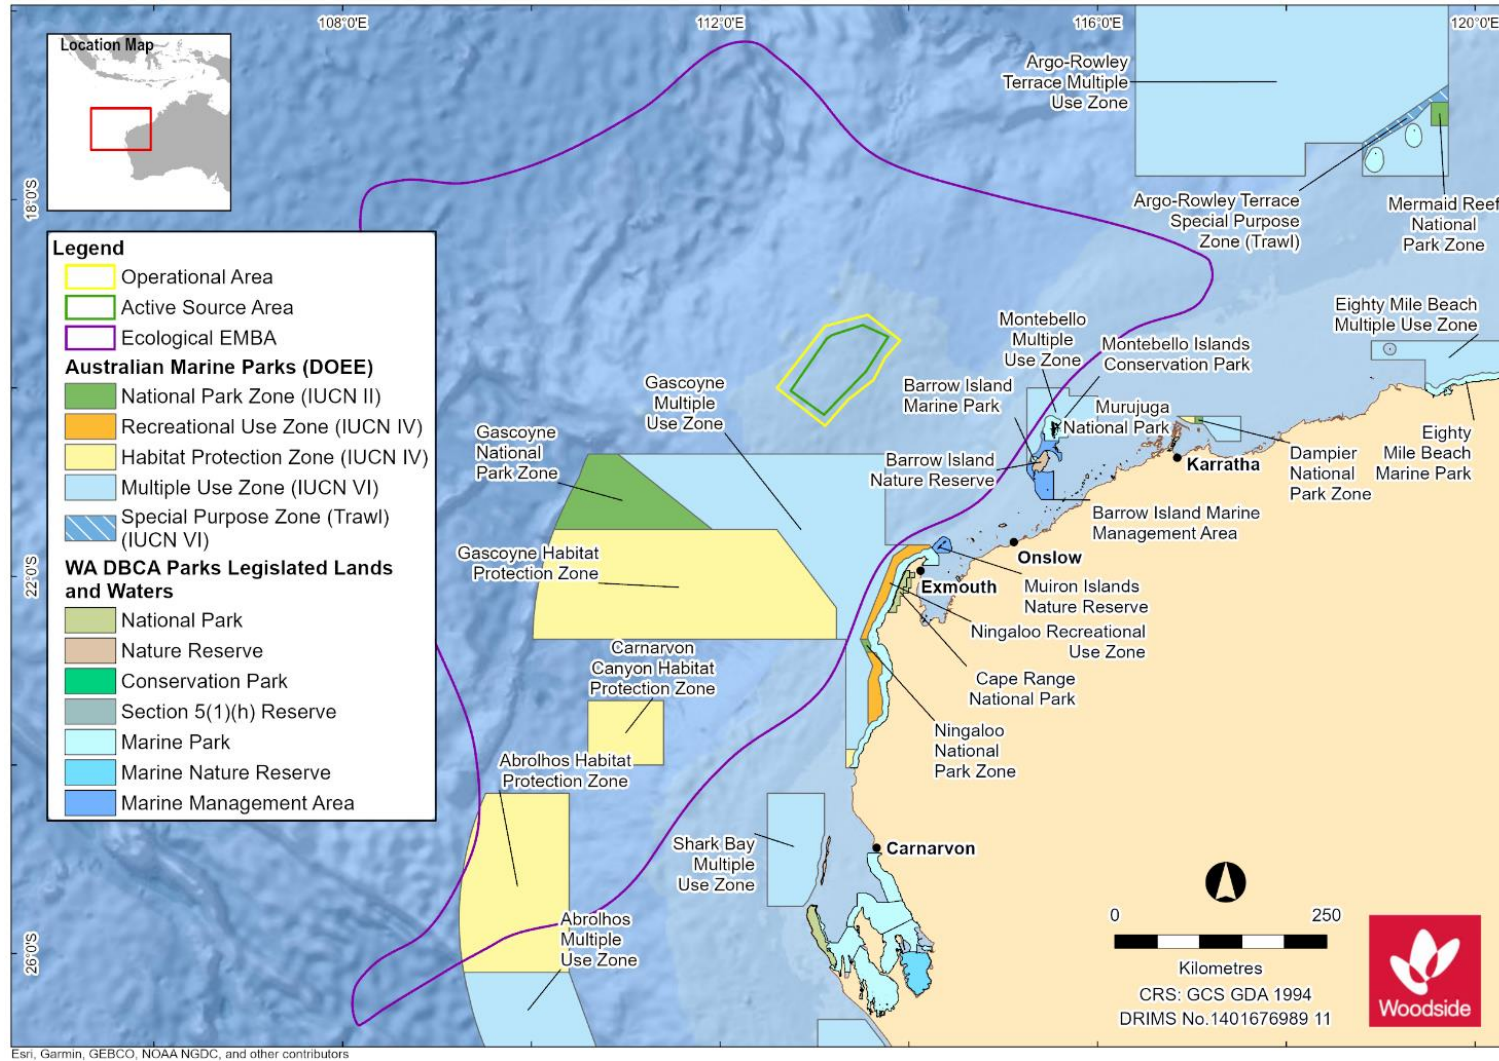 108°0'E
112°0'E
116°0'E
120°0'E
18°0'S
22°0'S
26°0'S
Location Map
Legend
Operational Area
Active Source Area
Ecological EMBA
Australian Marine Parks (DOEE)
National Park Zone (IUCN II)
Recreational Use Zone (IUCN IV)
Habitat Protection Zone (IUCN IV)
Multiple Use Zone (IUCN VI)
Special Purpose Zone (Trawl)
(IUCN VI)
WA DBCA Parks Legislated Lands
and Waters
National Park
Nature Reserve
Conservation Park
Section 5(1)(h) Reserve
Marine Park
Marine Nature Reserve
Marine Management Area
Argo-Rowley
Terrace Multiple
Use Zone
Argo-Rowley Terrace
Special Purpose
Zone (Trawl)
Mermaid Reef
National
Park Zone
Eighty Mile Beach
Multiple Use Zone
Montebello
Multiple
Use Zone
Montebello Islands
Conservation Park
Barrow Island
Marine Park
Murujuga
National Park
Gascoyne
Multiple
Use Zone
Gascoyne
National
Park Zone
Barrow Island
Nature Reserve
Karratha
Dampier
National
Park Zone
Eighty
Mile Beach
Marine Park
Barrow Island Marine
Management Area
Gascoyne Habitat
Protection Zone
Onslow
Exmouth
Muiron Islands
Nature Reserve
Ningaloo Recreational
Use Zone
Cape Range
National Park
Ningaloo
National
Park Zone
Carnarvon
Canyon Habitat
Protection Zone
Abrolhos Habitat
Protection Zone
Shark Bay
Multiple
Use Zone
Carnarvon
Abrolhos
Multiple
Use Zone
0
250
Kilometres
CRS: GCS GDA 1994
DRIMS No.1401676989 11
Woodside
Esri, Garmin, GEBCO, NOAA NGDC, and other contributors